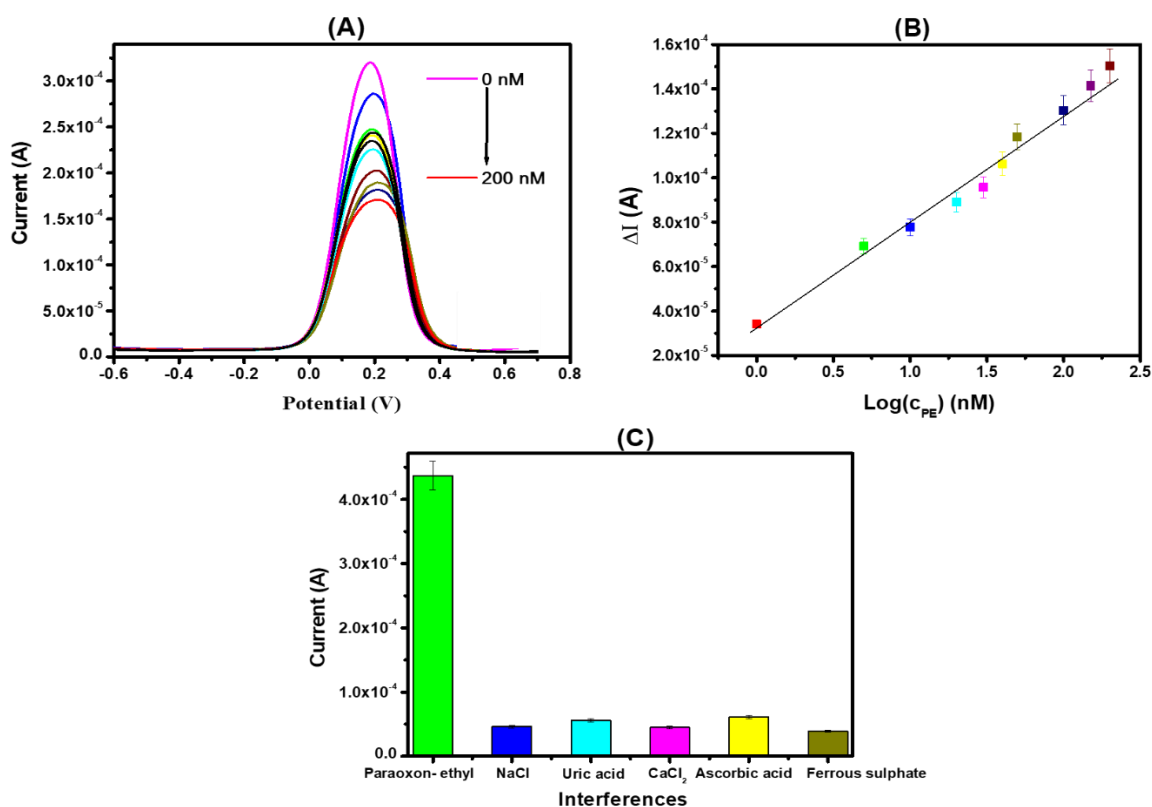 (A)
3.0x10⁻⁴
2.5x10⁻⁴
2.0x10⁻⁴
1.5x10⁻⁴
1.0x10⁻⁴
5.0x10⁻⁵
0.0
Current (A)
0 nM
200 nM
-0.6 -0.4 -0.2 0.0 0.2 0.4 0.6 0.8
Potential (V)
(B)
1.6x10⁻⁴
1.4x10⁻⁴
1.2x10⁻⁴
1.0x10⁻⁴
8.0x10⁻⁵
6.0x10⁻⁵
4.0x10⁻⁵
2.0x10⁻⁵
ΔI (A)
0.0 0.5 1.0 1.5 2.0 2.5
Log(c_PE) (nM)
(C)
4.0x10⁻⁴
3.0x10⁻⁴
2.0x10⁻⁴
1.0x10⁻⁴
0.0
Current (A)
Paraoxon- ethyl NaCl Uric acid CaCl₂ Ascorbic acid Ferrous sulphate
Interferences